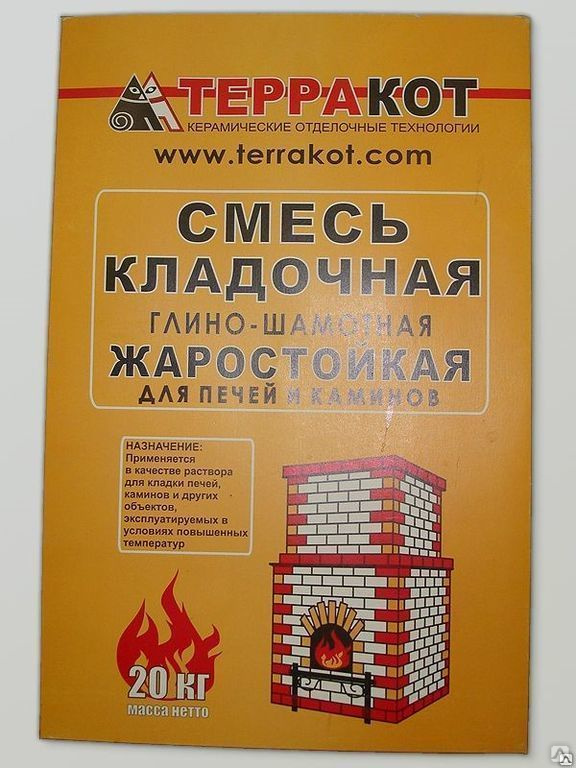 ТЕРРАКОТ
КЕРАМИЧЕСКИЕ ОТДЕЛОЧНЫЕ ТЕХНОЛОГИИ
www.terrakot.com
СМЕСЬ
КЛАДОЧНАЯ
ГЛИНО-ШАМОТНАЯ
ЖАРОСТОЙКАЯ
ДЛЯ ПЕЧЕЙ И КАМИНОВ
НАЗНАЧЕНИЕ:
Применяется
в качестве раствора
для кладки печей,
каминов и других
объектов,
эксплуатируемых в
условиях повышенных
температур
20 КГ
масса нетто